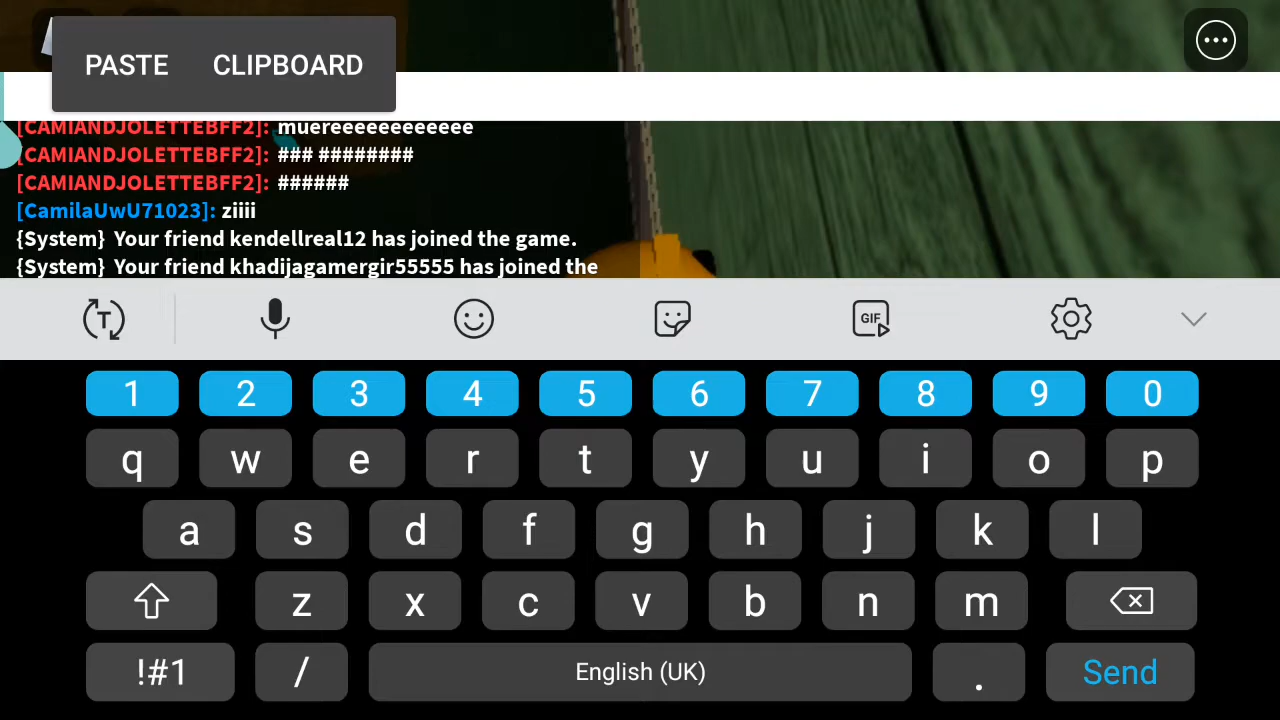 PASTE CLIPBOARD
[CAMIANDJOLETTEBFF2]: muereeeeeeeeeeee
[CAMIANDJOLETTEBFF2]: ### ########
[CAMIANDJOLETTEBFF2]: ######
[CamilaUwU71023]: ziiii
{System} Your friend kendellreal12 has joined the game.
{System} Your friend khadijagamergir55555 has joined the
T GIF
1 2 3 4 5 6 7 8 9 0
q w e r t y u i o p
a s d f g h j k l
z x c v b n m
!#1 / English (UK) . Send